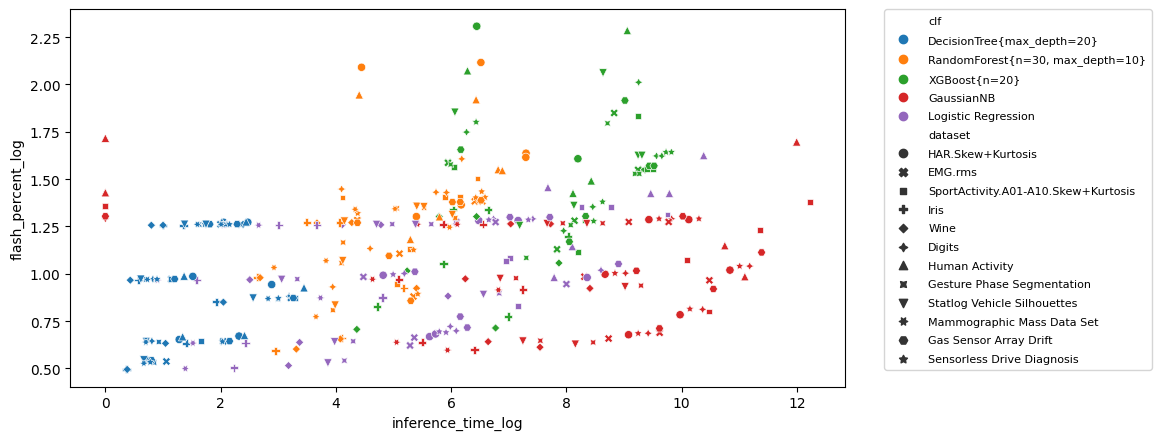 clf
DecisionTree{max_depth=20}
RandomForest{n=30, max_depth=10}
XGBoost{n=20}
GaussianNB
Logistic Regression
dataset
HAR.Skew+Kurtosis
EMG.rms
SportActivity.A01-A10.Skew+Kurtosis
Iris
Wine
Digits
Human Activity
Gesture Phase Segmentation
Statlog Vehicle Silhouettes
Mammographic Mass Data Set
Gas Sensor Array Drift
Sensorless Drive Diagnosis
flash_percent_log
2.25
2.00
1.75
1.50
1.25
1.00
0.75
0.50
0 2 4 6 8 10 12
inference_time_log